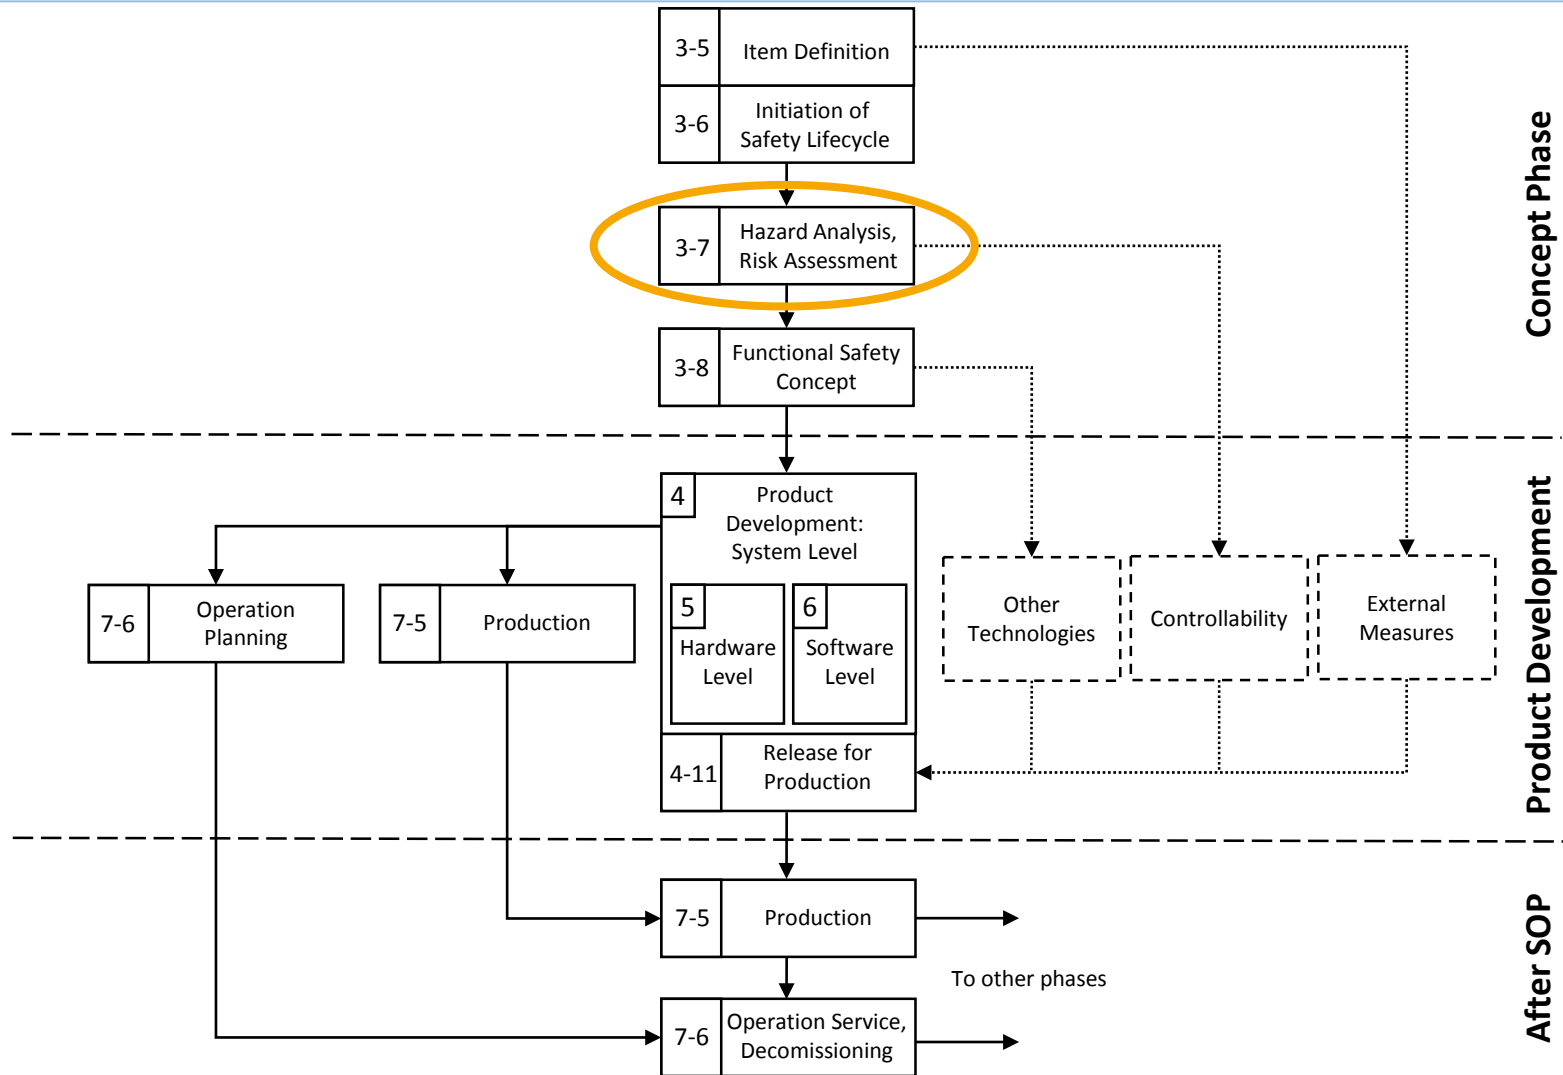 3-5
Item Definition
3-6
Initiation of
Safety Lifecycle
3-7
Hazard Analysis,
Risk Assessment
3-8
Functional Safety
Concept
Concept Phase
4
Product
Development:
System Level
5
Hardware
Level
6
Software
Level
7-6
Operation
Planning
7-5
Production
Other
Technologies
Controllability
External
Measures
4-11
Release for
Production
Product Development
7-5
Production
To other phases
7-6
Operation Service,
Decomissioning
After SOP